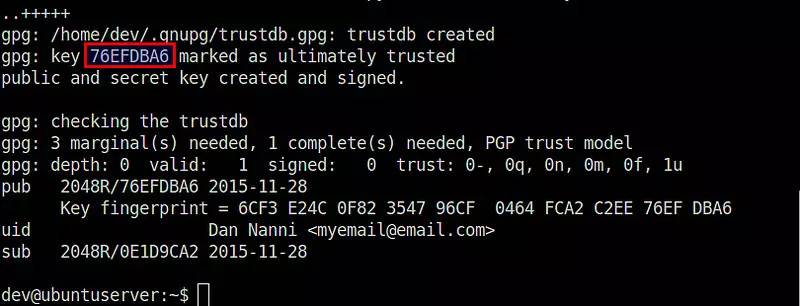 ..+++++
gpg: /home/dev/.gnupg/trustdb.gpg: trustdb created
gpg: key 76EFDBA6 marked as ultimately trusted
public and secret key created and signed.
gpg: checking the trustdb
gpg: 3 marginal(s) needed, 1 complete(s) needed, PGP trust model
gpg: depth: 0  valid:   1  signed:   0  trust: 0-, 0q, 0n, 0m, 0f, 1u
pub   2048R/76EFDBA6 2015-11-28
      Key fingerprint = 6CF3 E24C 0F82 3547 96CF  0464 FCA2 C2EE 76EF DBA6
uid                  Dan Nanni <myemail@email.com>
sub   2048R/0E1D9CA2 2015-11-28
dev@ubuntuserver:~$